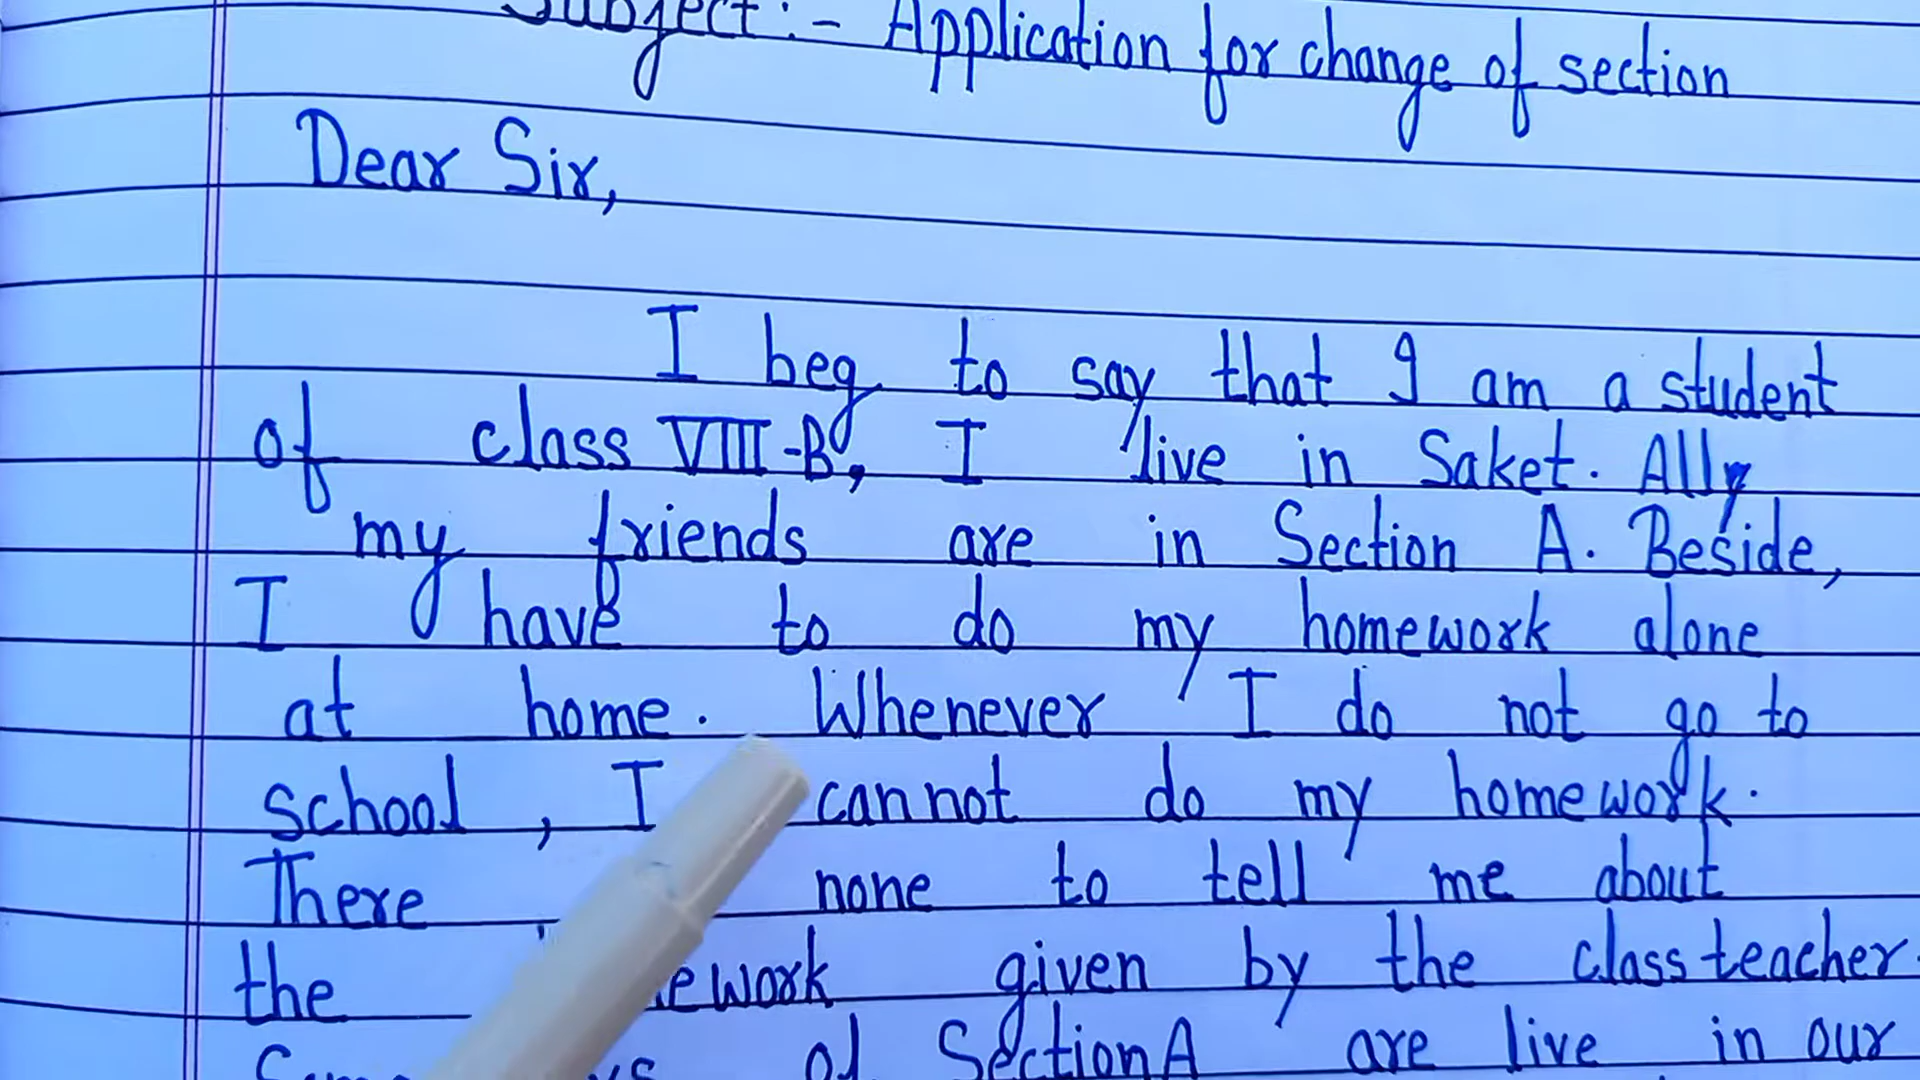 Subject :- Application for change of section
Dear Sir,
I beg to say that I am a student
of class VIII-B, I live in Saket. All
my friends are in Section A. Beside,
I have to do my homework alone
at home. Whenever I do not go to
school, I cannot do my homework.
There none to tell me about
the given by the class teacher.
of Section A are live in our